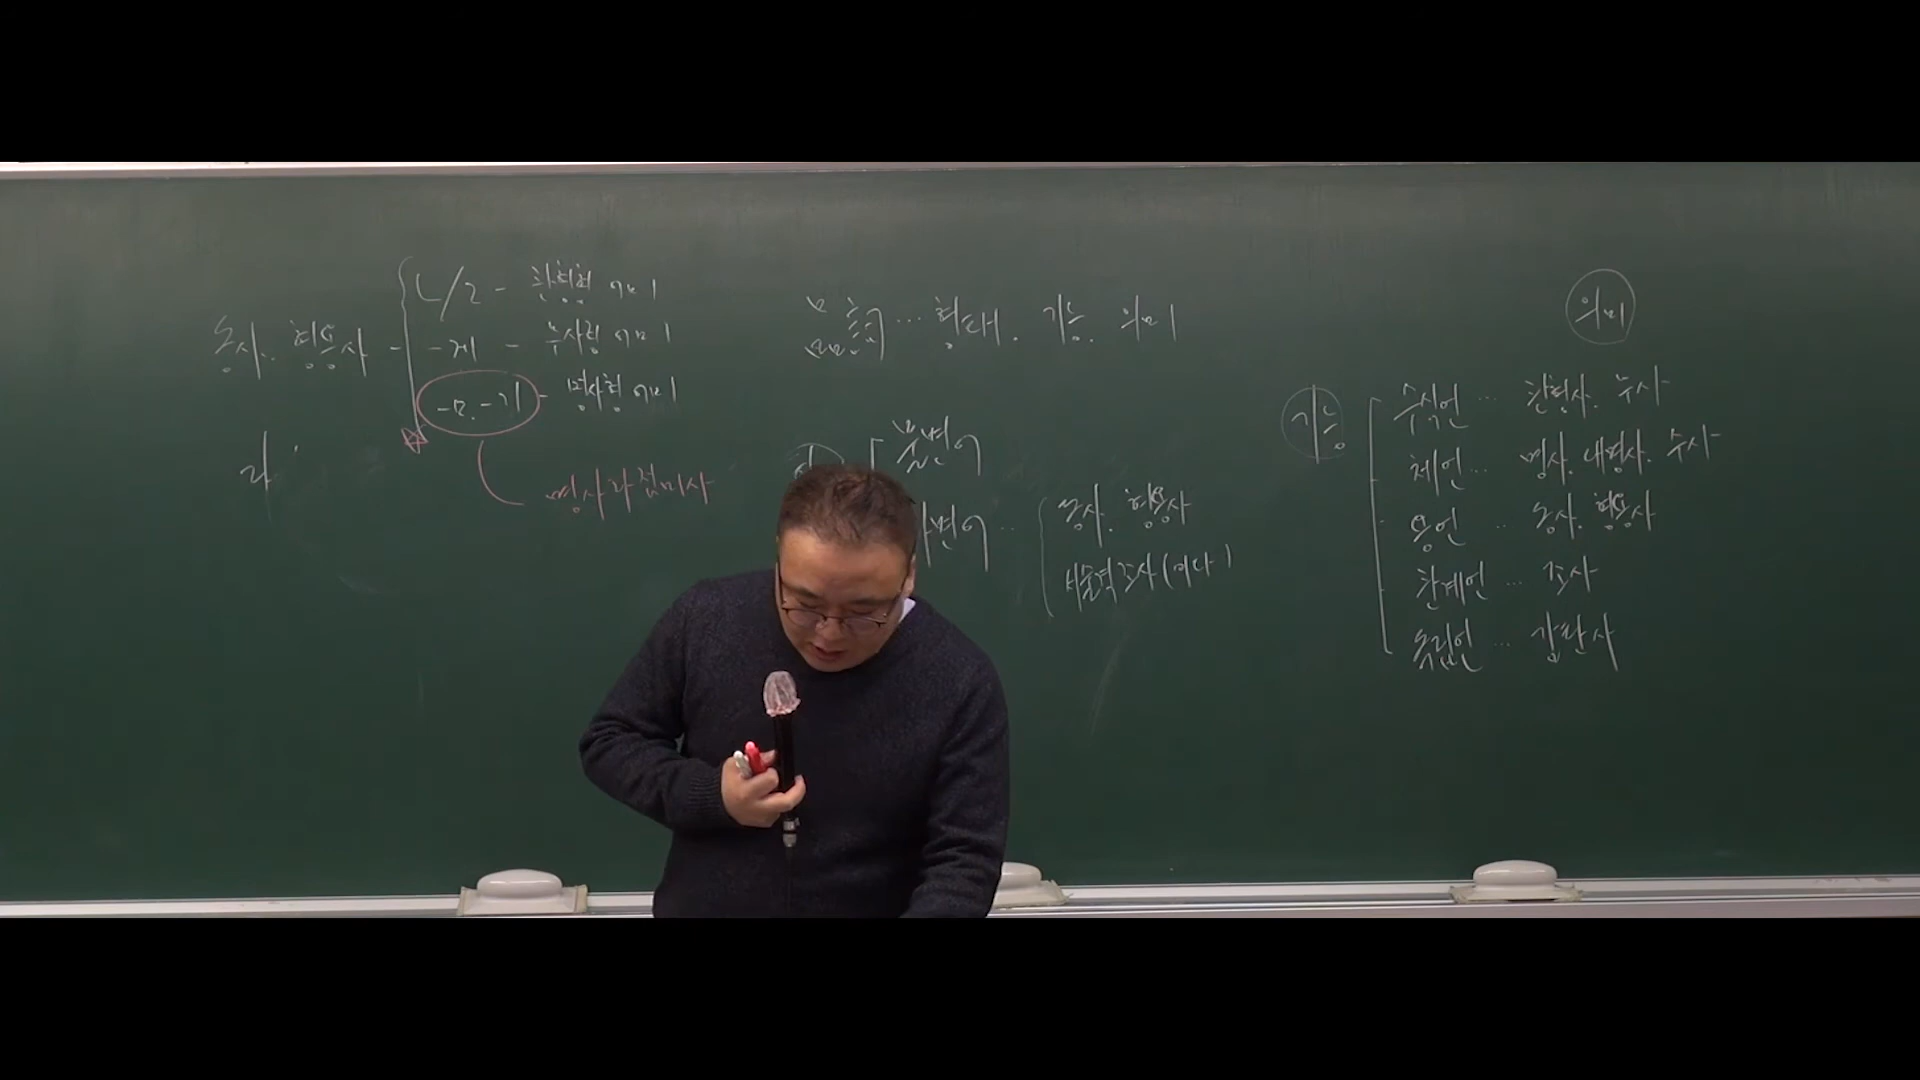 동사. 형용사 -
ㄴ/ㄹ - 관형형 어미
-게 - 부사형 어미
-ㅁ. -기 - 명사형 어미
명사화 접미사
품사 … 형태. 기능. 의미
불변어
가변어 … 동사. 형용사
서술격 조사(이다)
의미
기능
수식언 … 관형사. 부사
체언 … 명사. 대명사. 수사
용언 … 동사. 형용사
관계언 … 조사
독립언 … 감탄사